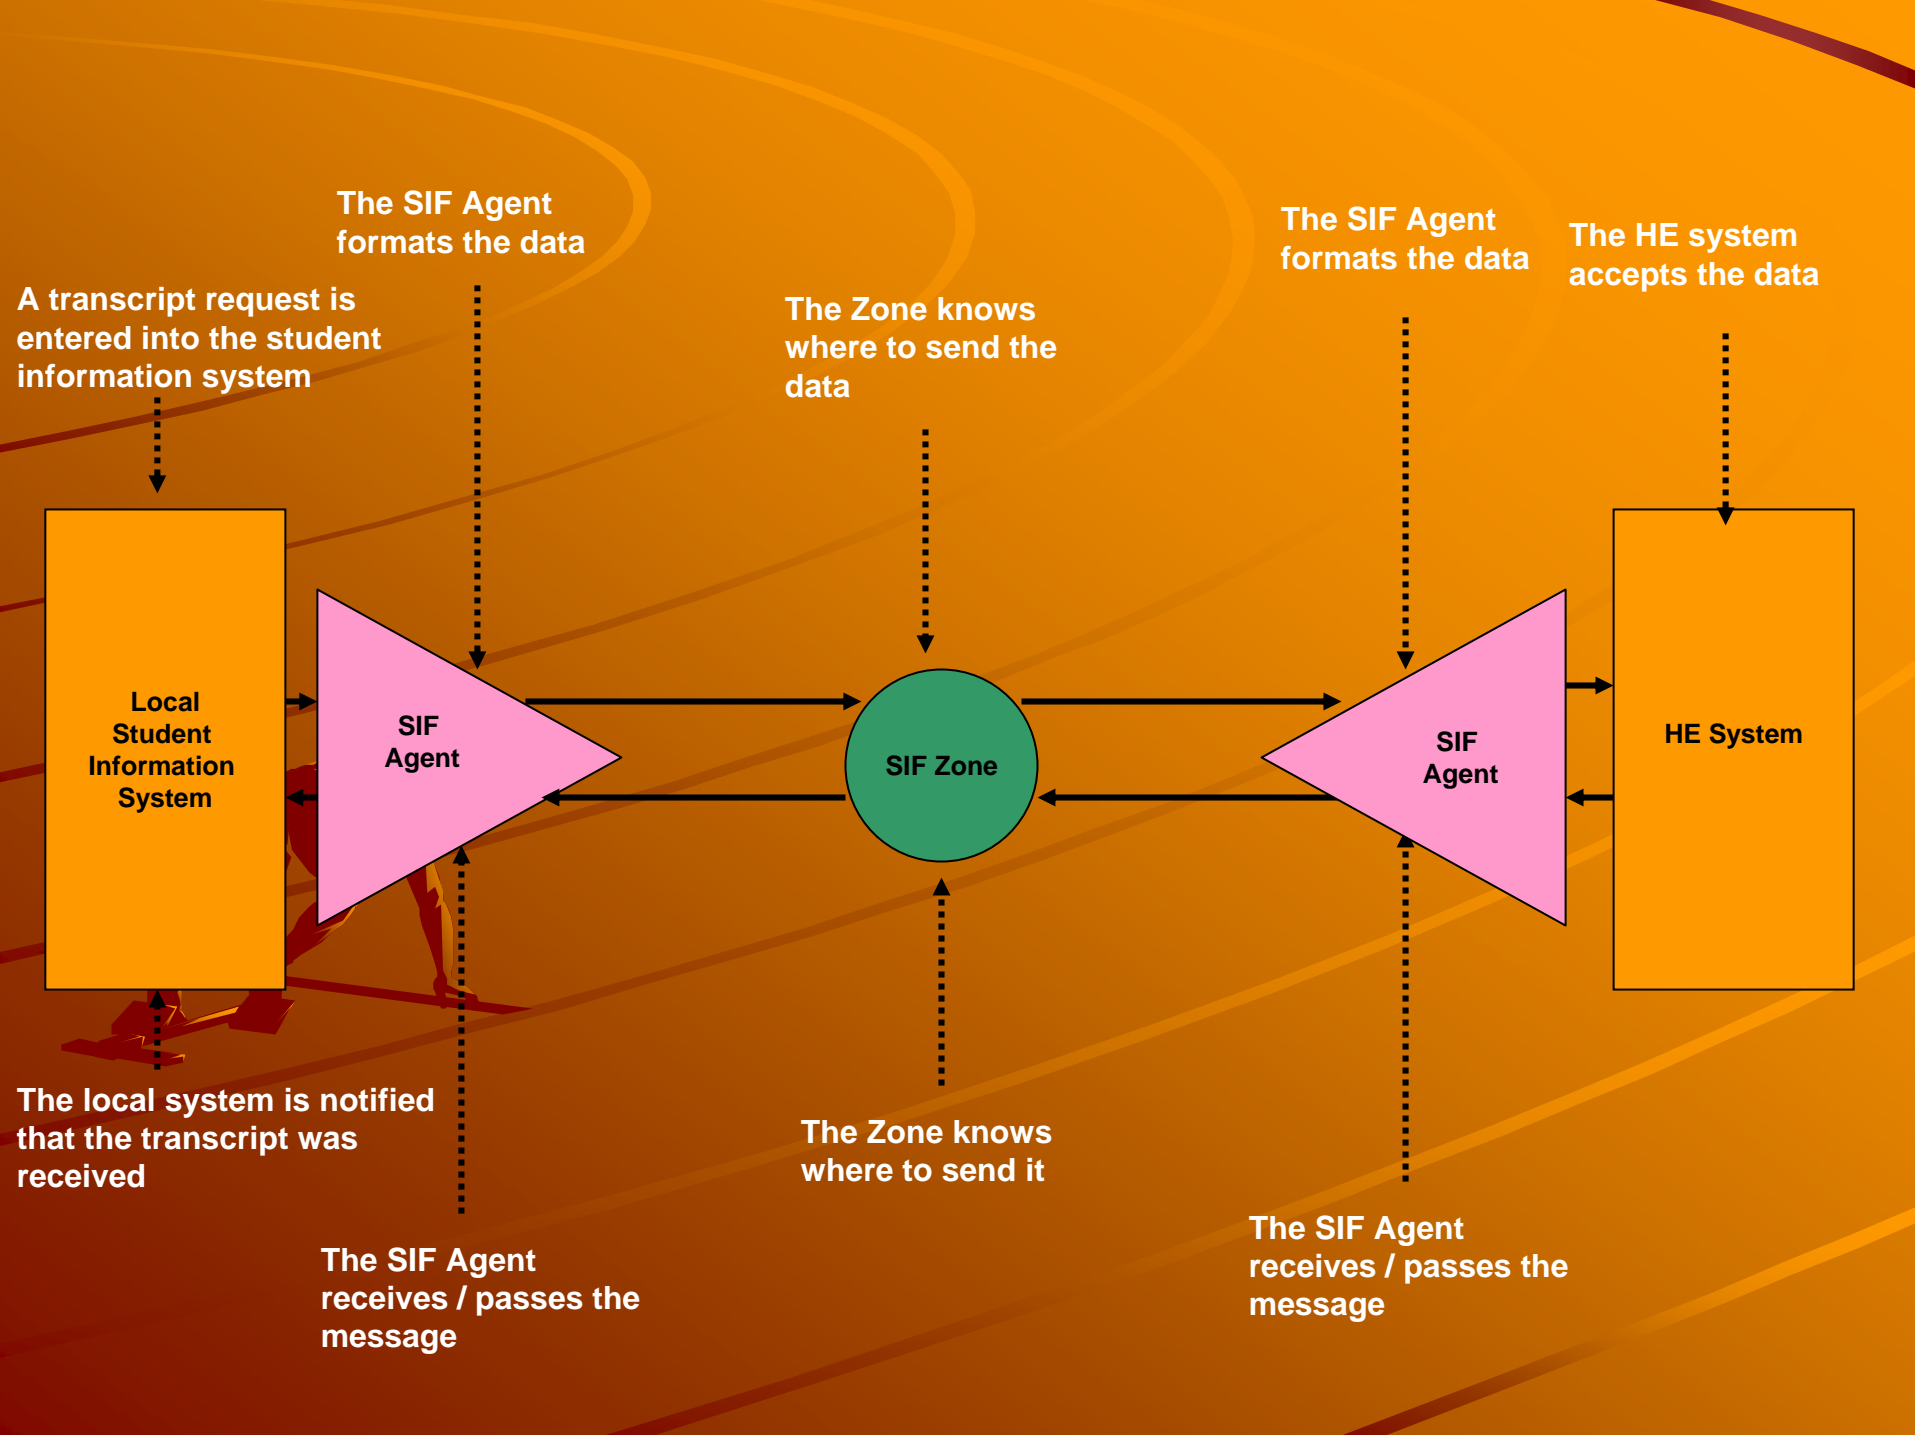 The SIF Agent
formats the data
The SIF Agent
formats the data
The HE system
accepts the data
A transcript request is
entered into the student
information system
The Zone knows
where to send the
data
Local
Student
Information
System
SIF
Agent
SIF Zone
SIF
Agent
HE System
The local system is notified
that the transcript was
received
The Zone knows
where to send it
The SIF Agent
receives / passes the
message
The SIF Agent
receives / passes the
message